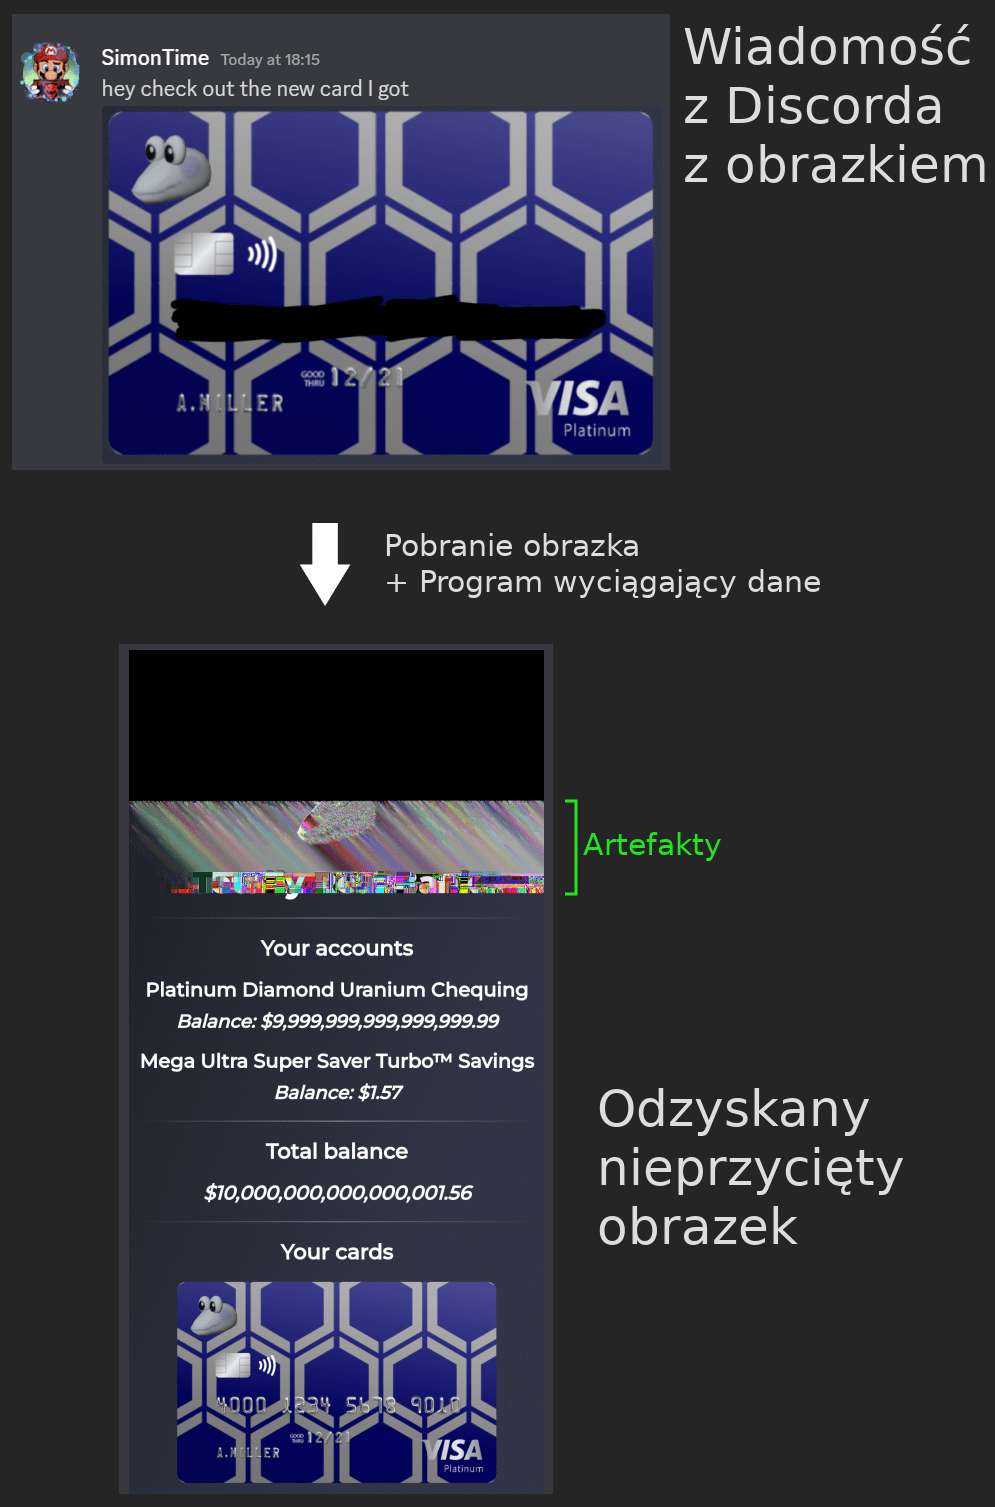 SimonTime Today at 18:15
hey check out the new card I got
GOOD THRU 12/21
A.MILLER
VISA
Platinum
Wiadomość
z Discorda
z obrazkiem
Pobranie obrazka
+ Program wyciągający dane
Artefakty
Your accounts
Platinum Diamond Uranium Chequing
Balance: $9,999,999,999,999,999.99
Mega Ultra Super Saver Turbo™ Savings
Balance: $1.57
Total balance
$10,000,000,000,000,001.56
Your cards
4000 1234 5678 9010
GOOD THRU 12/21
A.MILLER
VISA
Platinum
Odzyskany
nieprzycięty
obrazek